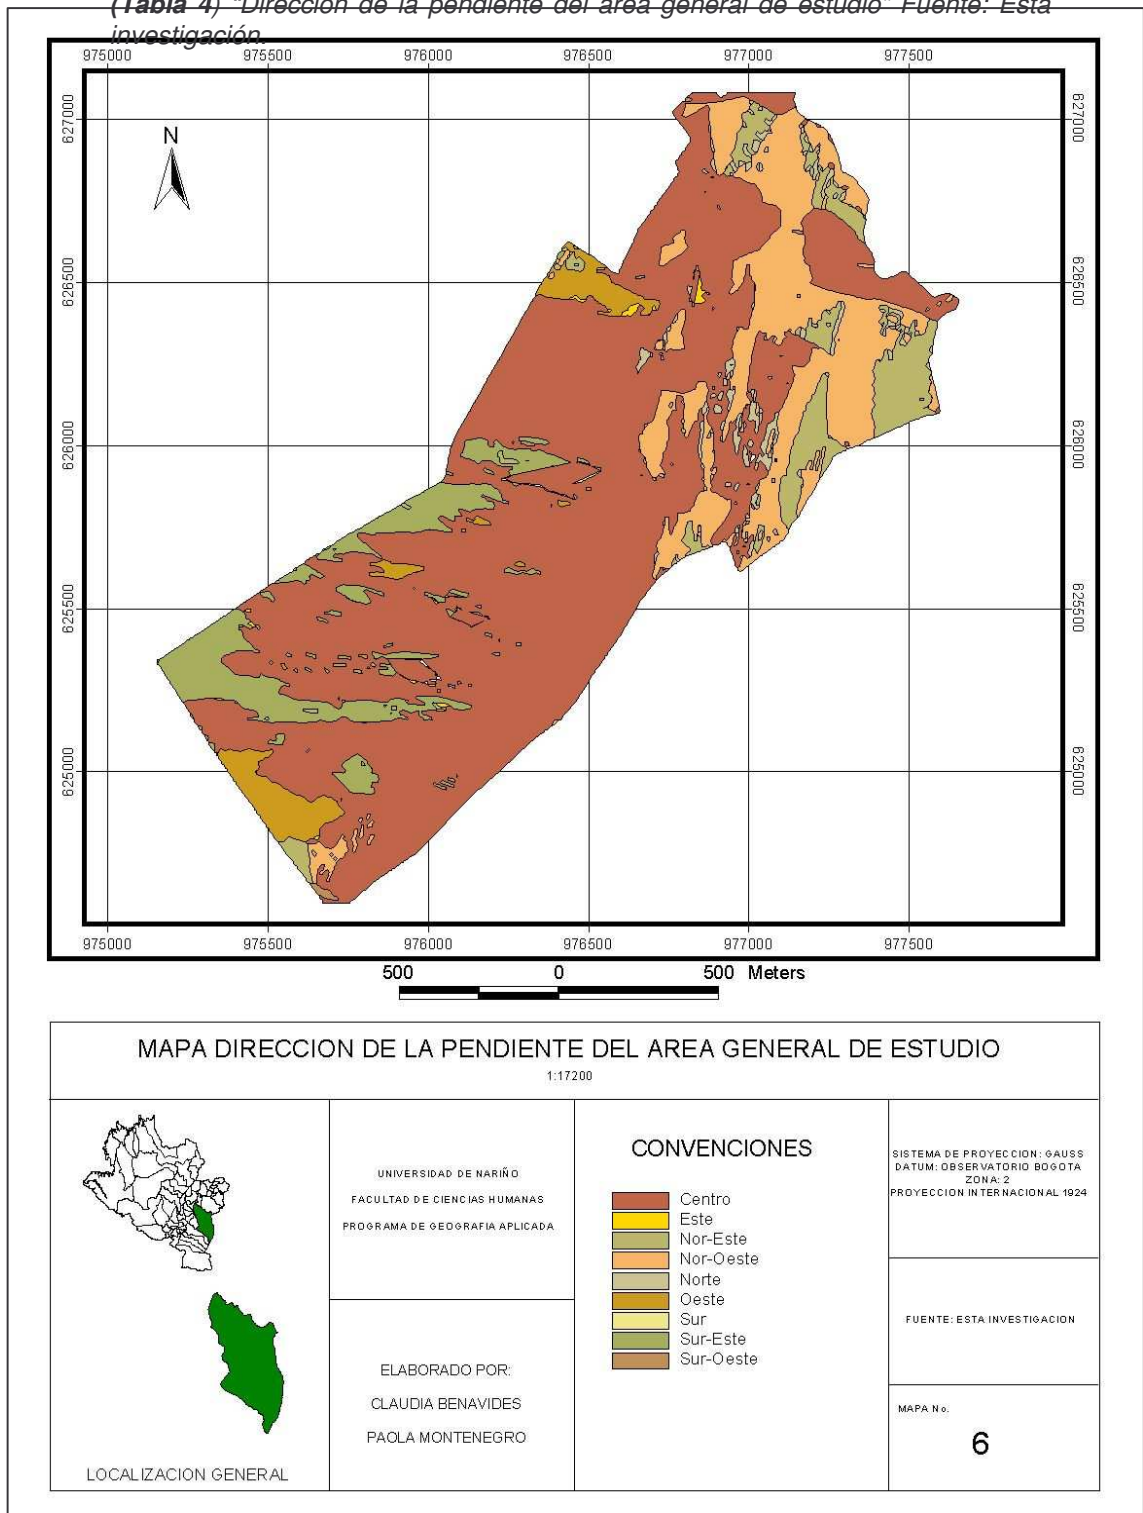 (Tabla 4) "Dirección de la pendiente del área general de estudio" Fuente: Esta
investigación.
975000 975500 976000 976500 977000 977500
627000 627000
N
626500 626500
626000 626000
625500 625500
625000 625000
975000 975500 976000 976500 977000 977500
500 0 500 Meters
MAPA DIRECCION DE LA PENDIENTE DEL AREA GENERAL DE ESTUDIO
1:17200
LOCALIZACION GENERAL
UNIVERSIDAD DE NARIÑO
FACULTAD DE CIENCIAS HUMANAS
PROGRAMA DE GEOGRAFIA APLICADA
ELABORADO POR:
CLAUDIA BENAVIDES
PAOLA MONTENEGRO
CONVENCIONES
Centro
Este
Nor-Este
Nor-Oeste
Norte
Oeste
Sur
Sur-Este
Sur-Oeste
SISTEMA DE PROYECCION: GAUSS
DATUM: OBSERVATORIO BOGOTA
ZONA: 2
PROYECCION INTERNACIONAL 1924
FUENTE: ESTA INVESTIGACION
MAPA No.
6